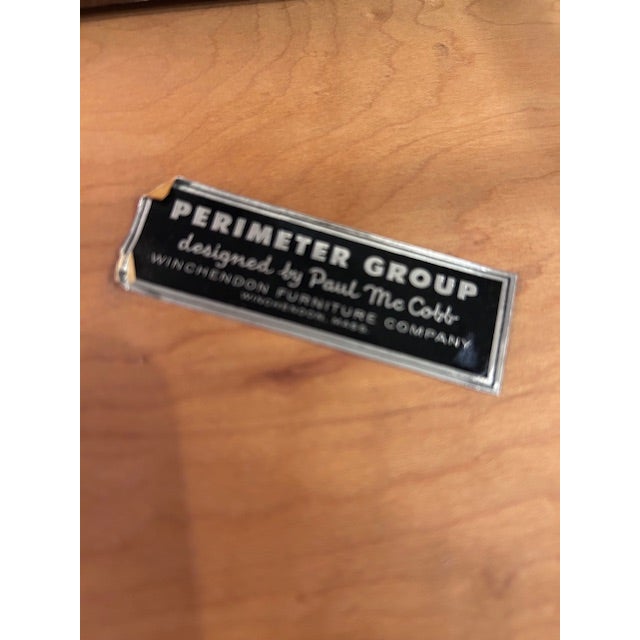 PERIMETER GROUP
designed by Paul McCobb
WINCHENDON FURNITURE COMPANY
WINCHENDON, MASS.